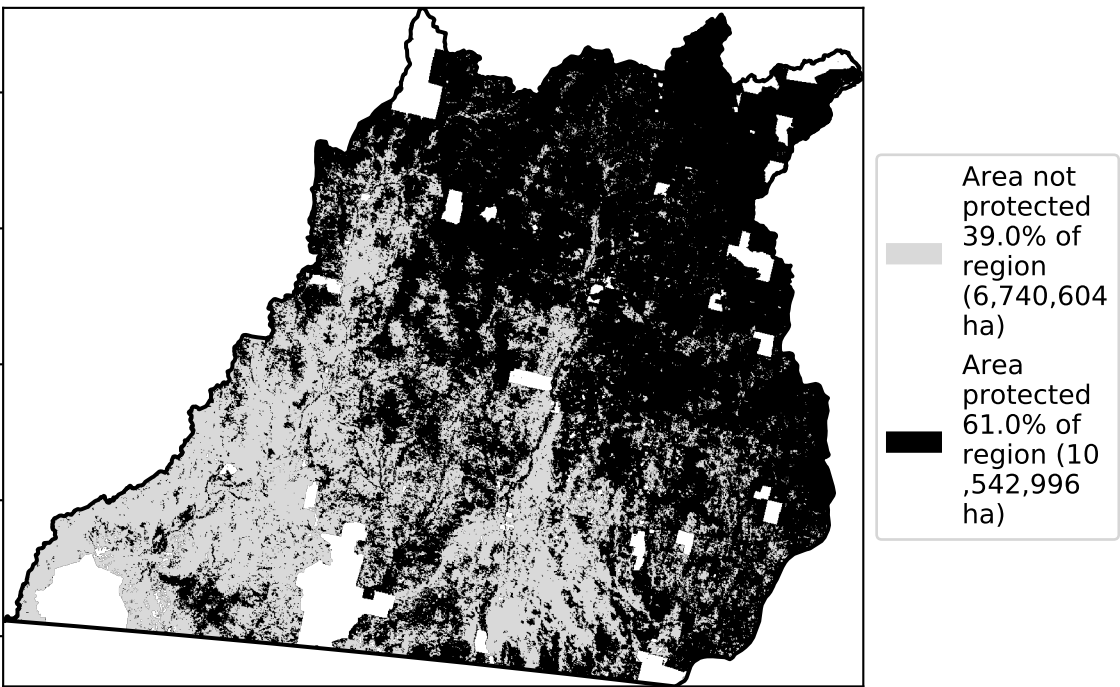 Area not
protected
39.0% of
region
(6,740,604
ha)
Area
protected
61.0% of
region (10
,542,996
ha)